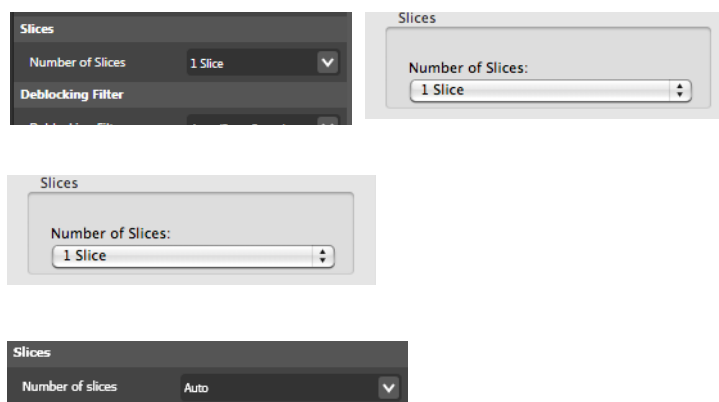 Slices
Number of Slices 1 Slice
Deblocking Filter
Slices
Number of Slices:
1 Slice
Slices
Number of Slices:
1 Slice
Slices
Number of slices Auto